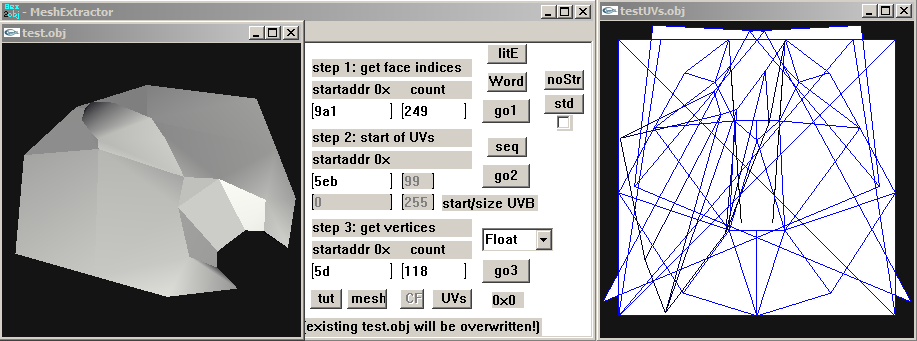 Hex
2obj - MeshExtractor
test.obj
testUVs.obj
litE
step 1: get face indices
Word
noStr
startaddr 0x count
std
[9a1 ] [249 ]
go1
step 2: start of UVs
seq
startaddr 0x
[5eb ] [99 ]
go2
[0 ] [255 ] start/size UVB
step 3: get vertices
Float
startaddr 0x count
[5d ] [118 ]
go3
tut mesh CF UVs 0x0
(existing test.obj will be overwritten!)